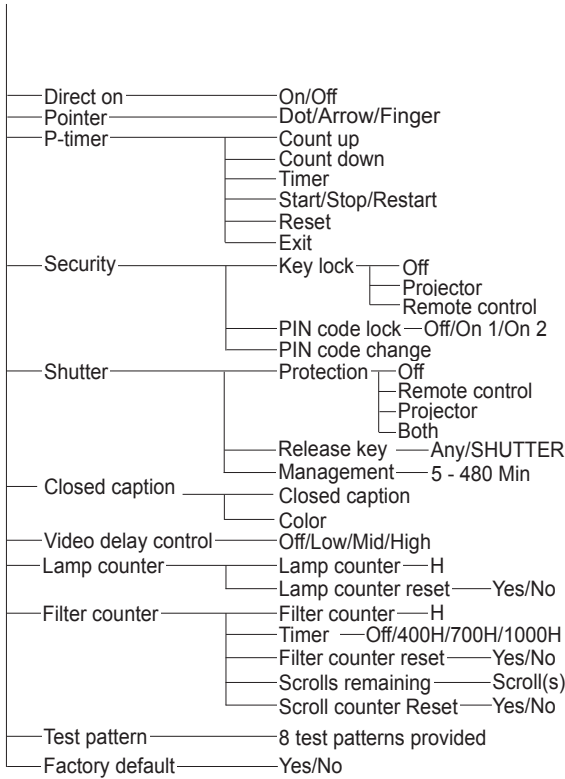 Direct on On/Off
Pointer Dot/Arrow/Finger
P-timer Count up
Count down
Timer
Start/Stop/Restart
Reset
Exit
Security Key lock Off
Projector
Remote control
PIN code lock Off/On 1/On 2
PIN code change
Shutter Protection Off
Remote control
Projector
Both
Release key Any/SHUTTER
Management 5 - 480 Min
Closed caption Closed caption
Color
Video delay control Off/Low/Mid/High
Lamp counter Lamp counter H
Lamp counter reset Yes/No
Filter counter Filter counter H
Timer Off/400H/700H/1000H
Filter counter reset Yes/No
Scrolls remaining Scroll(s)
Scroll counter Reset Yes/No
Test pattern 8 test patterns provided
Factory default Yes/No